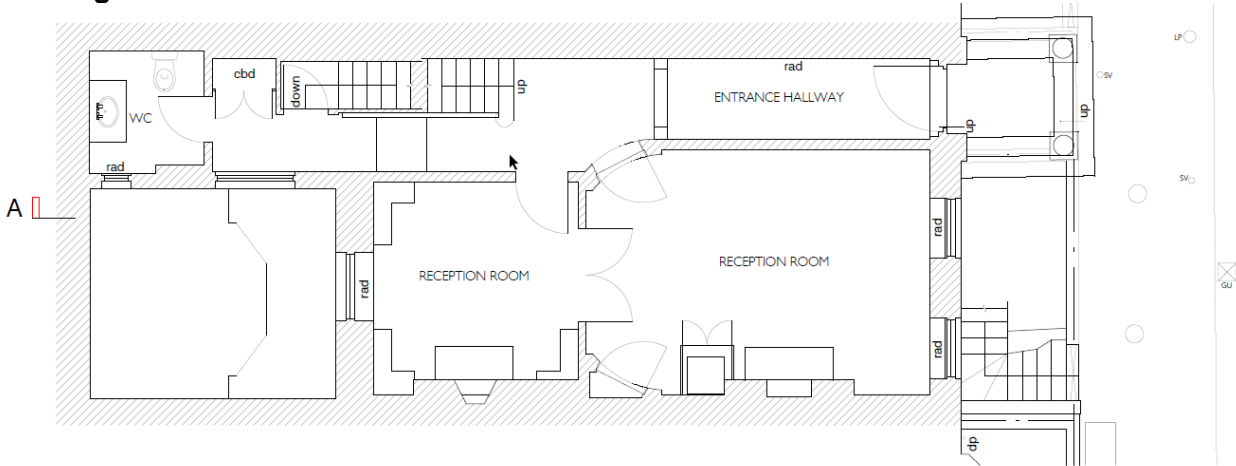 LP
SV
cbd
rad
down
up
ENTRANCE HALLWAY
up
up
WC
rad
SV
A
rad
RECEPTION ROOM
RECEPTION ROOM
rad
GU
rad
dp